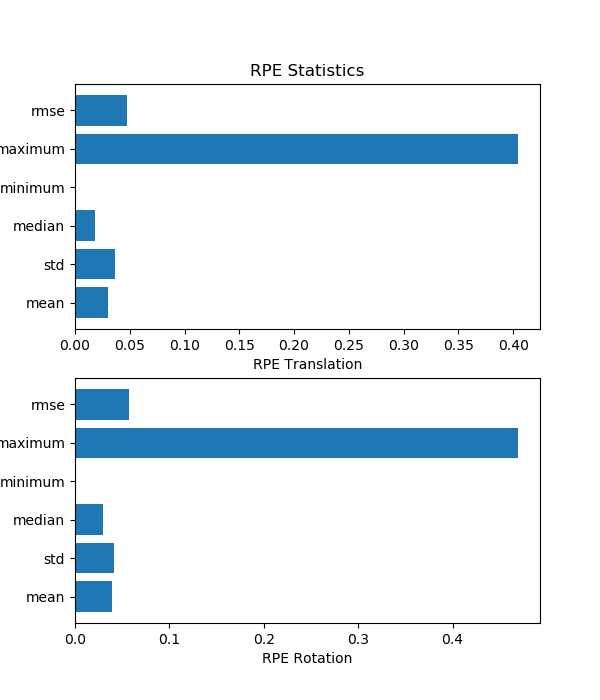 RPE Statistics
rmse
maximum
minimum
median
std
mean
0.00 0.05 0.10 0.15 0.20 0.25 0.30 0.35 0.40
RPE Translation
rmse
maximum
minimum
median
std
mean
0.0 0.1 0.2 0.3 0.4
RPE Rotation